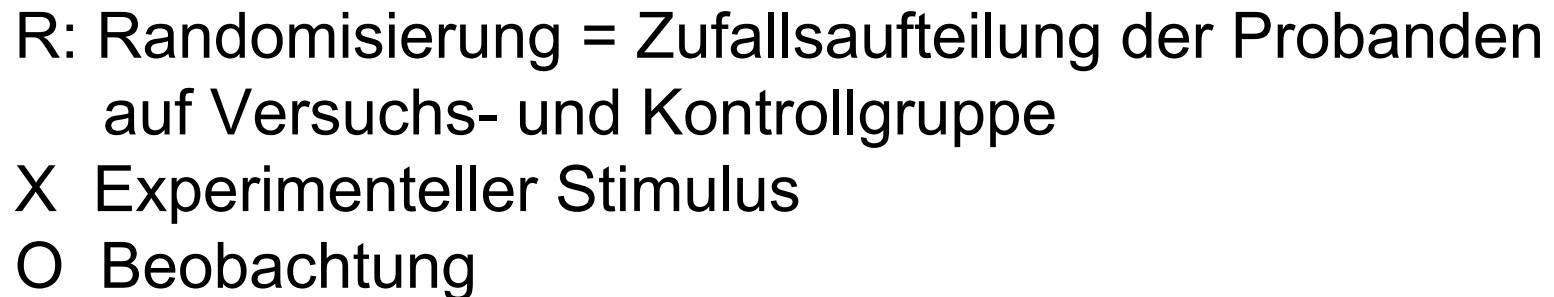 R: Randomisierung = Zufallsaufteilung der Probanden
auf Versuchs- und Kontrollgruppe
X Experimenteller Stimulus
O Beobachtung